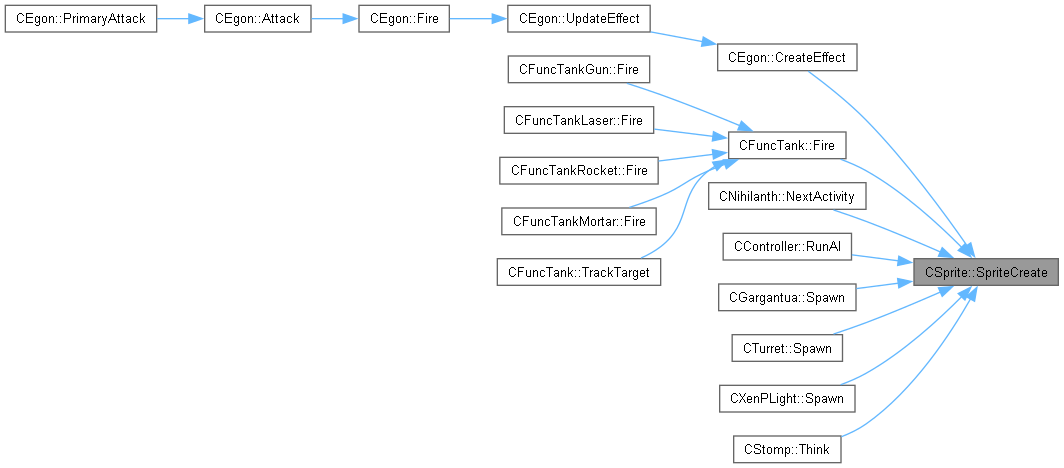 CEgon::PrimaryAttack
CEgon::Attack
CEgon::Fire
CEgon::UpdateEffect
CEgon::CreateEffect
CFuncTankGun::Fire
CFuncTankLaser::Fire
CFuncTank::Fire
CFuncTankRocket::Fire
CNihilanth::NextActivity
CFuncTankMortar::Fire
CController::RunAI
CFuncTank::TrackTarget
CSprite::SpriteCreate
CGargantua::Spawn
CTurret::Spawn
CXenPLight::Spawn
CStomp::Think